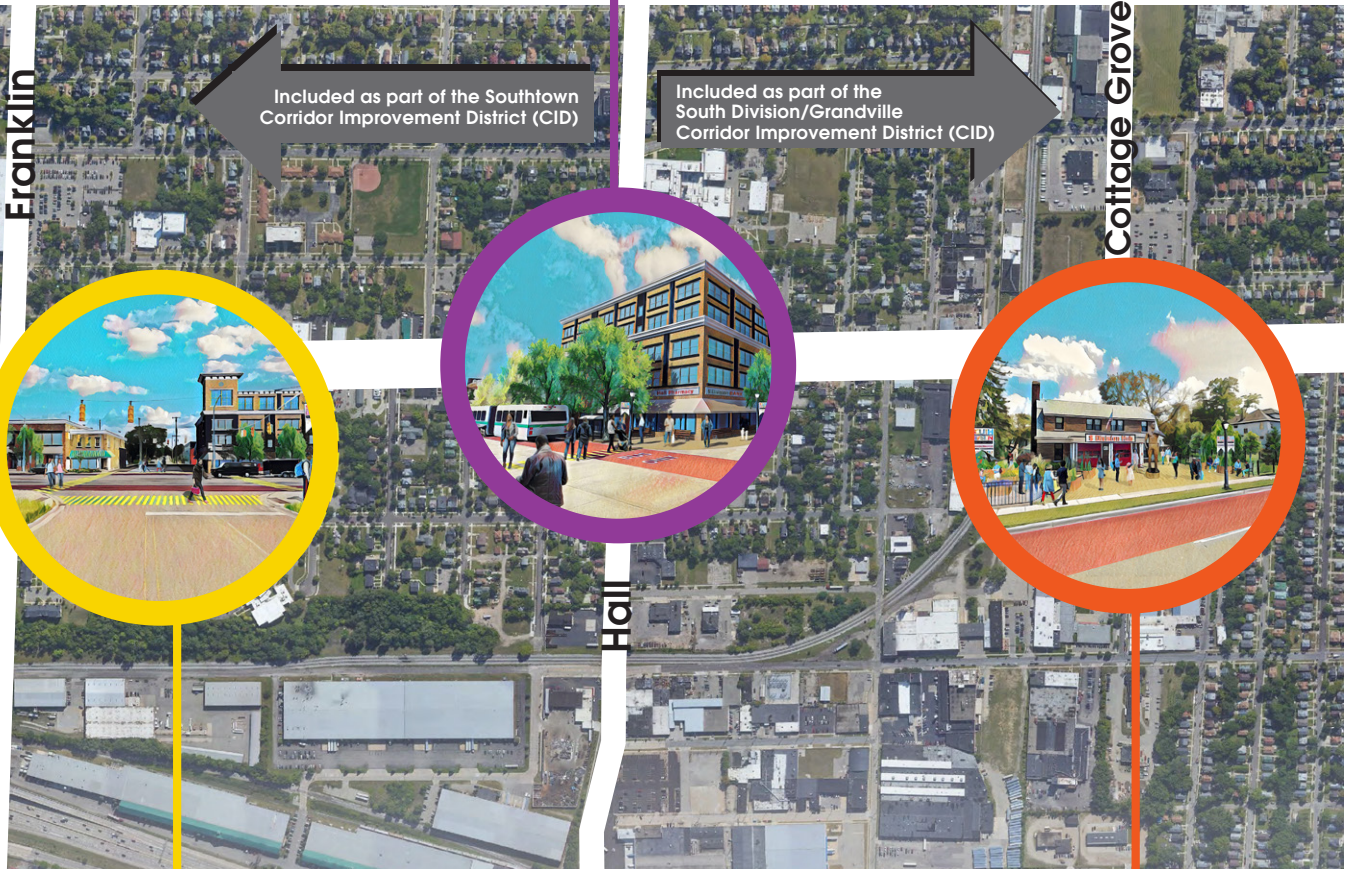 Franklin
Included as part of the Southtown
Corridor Improvement District (CID)
Included as part of the
South Division/Grandville
Corridor Improvement District (CID)
Cottage Grove
Hall